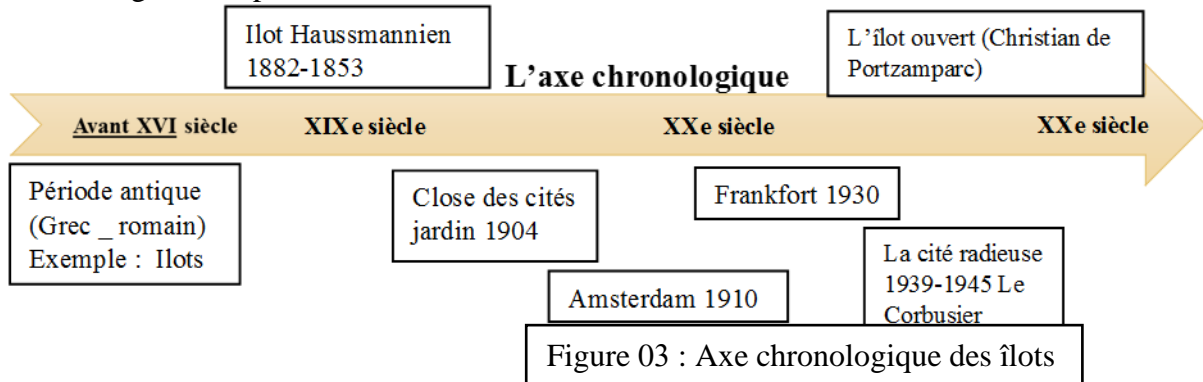 Ilot Haussmannien
1882-1853
L'axe chronologique
L'îlot ouvert (Christian de
Portzamparc)
Avant XVI siècle
XIXe siècle
XXe siècle
XXe siècle
Période antique
(Grec _ romain)
Exemple : Ilots
Close des cités
jardin 1904
Frankfort 1930
Amsterdam 1910
La cité radieuse
1939-1945 Le
Corbusier
Figure 03 : Axe chronologique des îlots